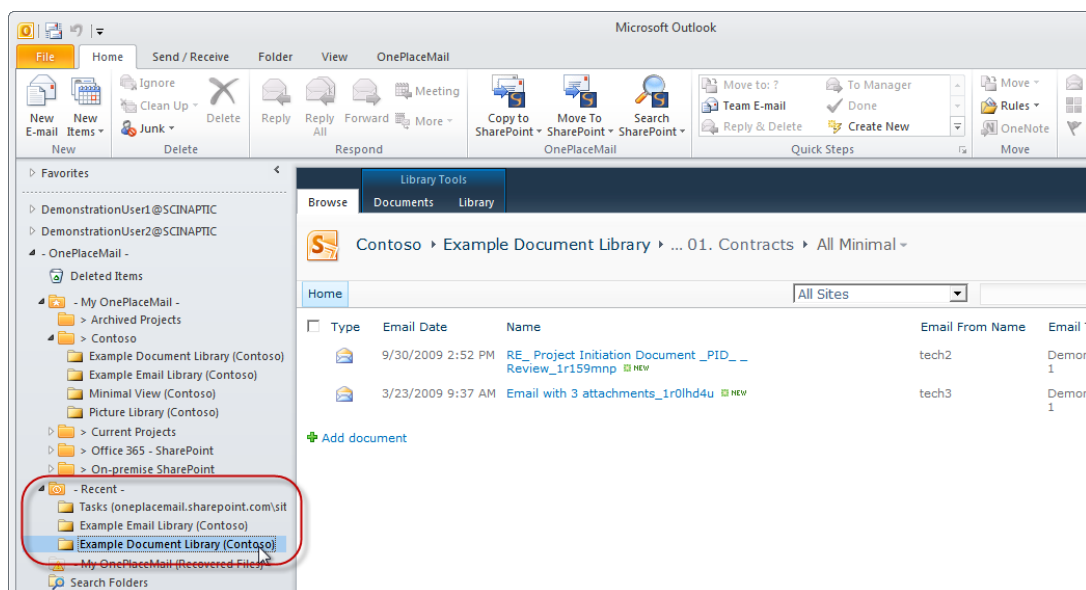 Microsoft Outlook
File Home Send / Receive Folder View OnePlaceMail
New E-mail
New Items
New
Ignore
Clean Up
Junk
Delete
Delete
Reply
Reply All
Forward
Meeting
More
Respond
Copy to SharePoint
Move To SharePoint
Search SharePoint
OnePlaceMail
Move to: ?
Team E-mail
Reply & Delete
To Manager
Done
Create New
Quick Steps
Move
Rules
OneNote
Move
Favorites
DemonstrationUser1@SCINAPTIC
DemonstrationUser2@SCINAPTIC
- OnePlaceMail -
Deleted Items
- My OnePlaceMail -
> Archived Projects
> Contoso
Example Document Library (Contoso)
Example Email Library (Contoso)
Minimal View (Contoso)
Picture Library (Contoso)
> Current Projects
> Office 365 - SharePoint
> On-premise SharePoint
- Recent -
Tasks (oneplacemail.sharepoint.com\sit
Example Email Library (Contoso)
Example Document Library (Contoso)
- My OnePlaceMail (Recovered Files) -
Search Folders
Library Tools
Browse Documents Library
Contoso Example Document Library ... 01. Contracts All Minimal
Home
All Sites
Type Email Date Name Email From Name Email
9/30/2009 2:52 PM RE_ Project Initiation Document _PID_ _ tech2 Demor
Review_1r159mnp NEW 1
3/23/2009 9:37 AM Email with 3 attachments_1r0lhd4u NEW tech3 Demor
1
Add document